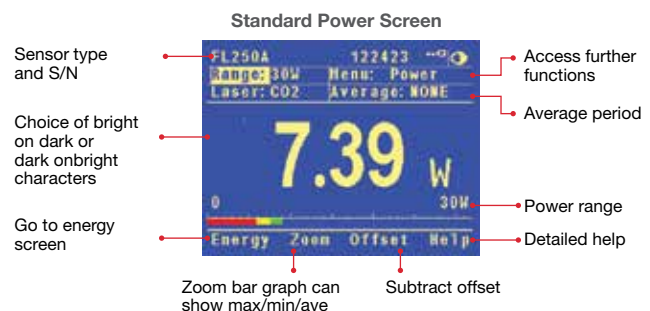 Standard Power Screen
Sensor type
and S/N
FL250A 122423
Access further
functions
Range: 30W Menu: Power
Laser: CO2 Average: NONE
Average period
Choice of bright
on dark or
dark onbright
characters
7.39 W
0 30W
Power range
Go to energy
screen
Energy Zoom Offset Help
Detailed help
Zoom bar graph can
show max/min/ave
Subtract offset